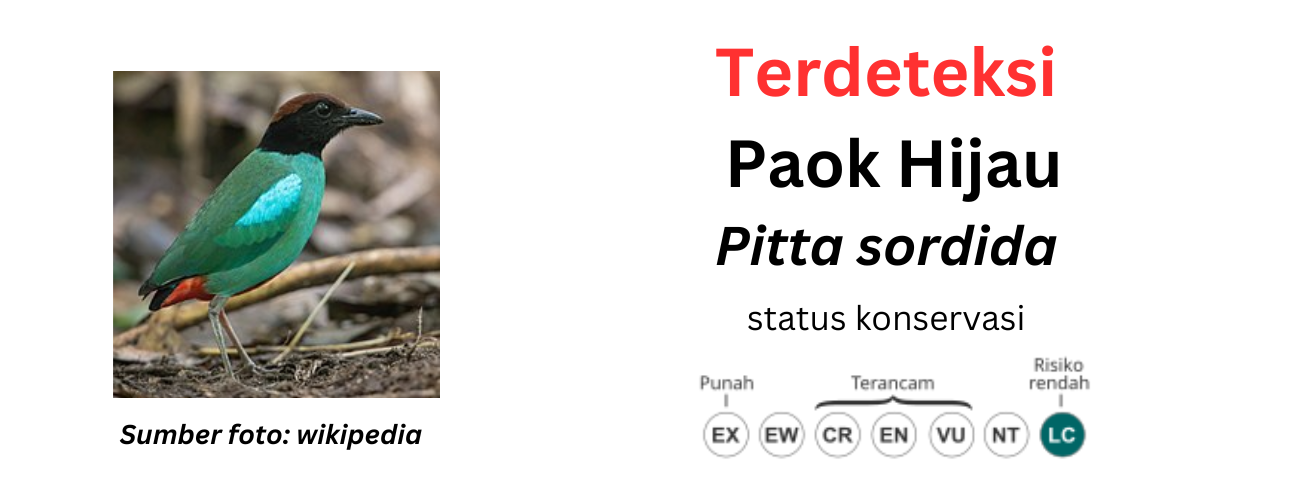 Terdeteksi
Paok Hijau
Pitta sordida
status konservasi
Punah
Terancam
Risiko
rendah
EX EW CR EN VU NT LC
Sumber foto: wikipedia